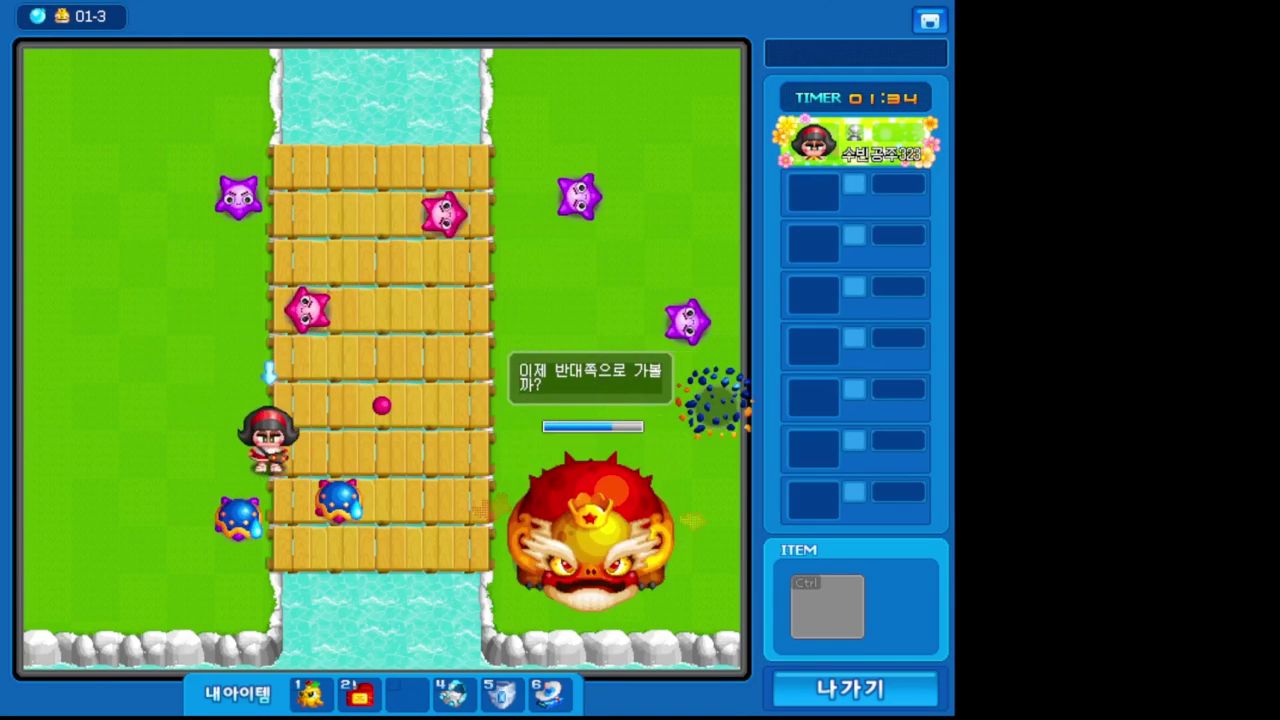 01-3
TIMER 01:34
수빈공주323
이제 반대쪽으로 가볼
까?
ITEM
Ctrl
내아이템
1
2
4
5
6
나가기